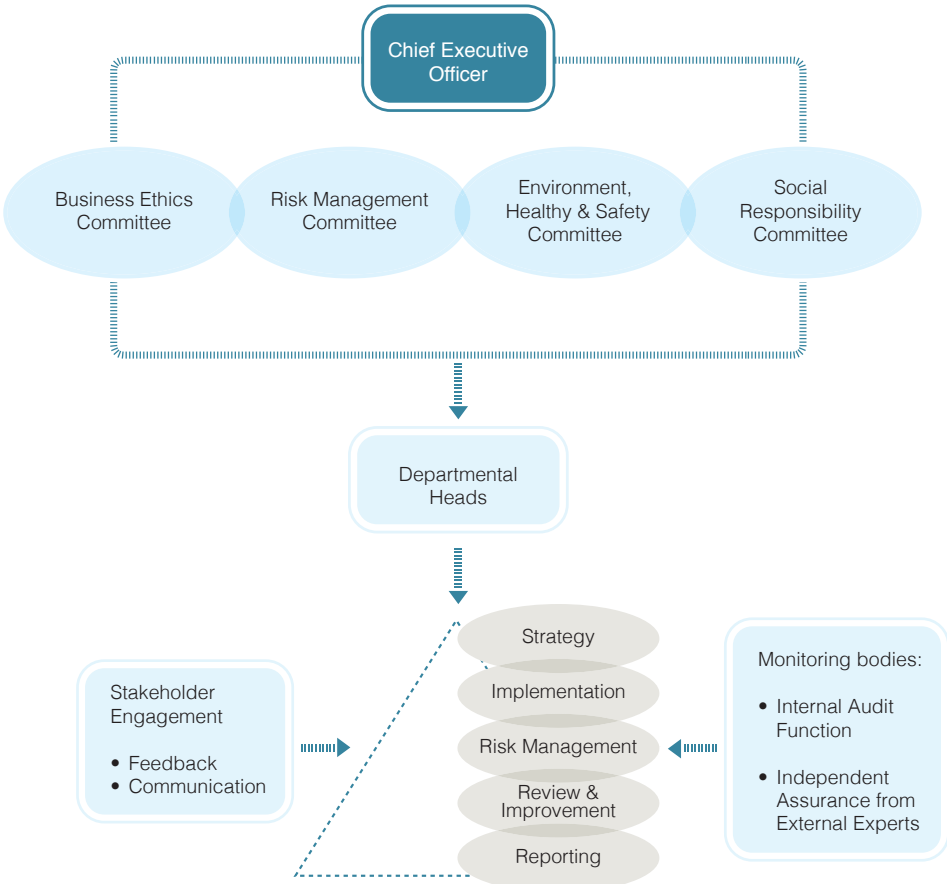 Chief Executive
Officer
Business Ethics
Committee
Risk Management
Committee
Environment,
Healthy & Safety
Committee
Social
Responsibility
Committee
Departmental
Heads
Stakeholder
Engagement
• Feedback
• Communication
Strategy
Implementation
Risk Management
Review &
Improvement
Reporting
Monitoring bodies:
• Internal Audit
Function
• Independent
Assurance from
External Experts